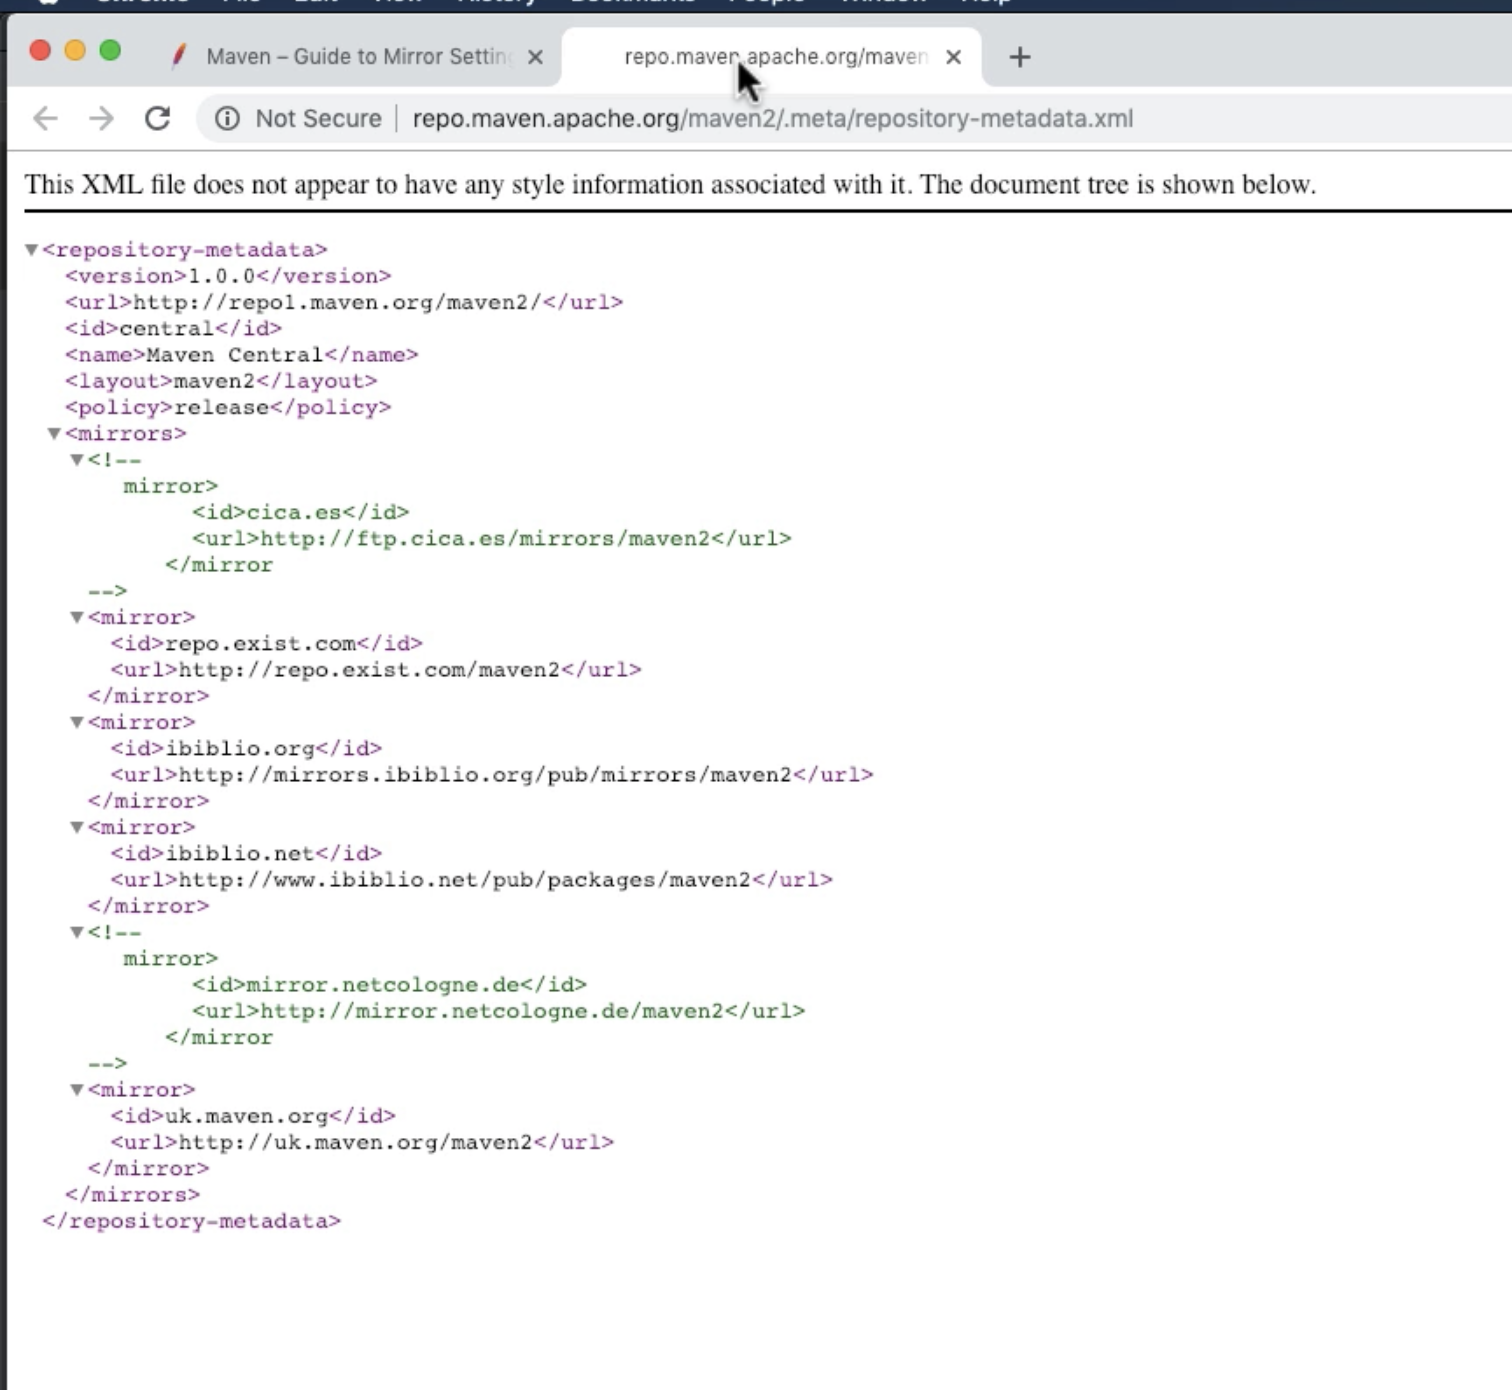 Maven – Guide to Mirror Settin
repo.maven.apache.org/maven
Not Secure | repo.maven.apache.org/maven2/.meta/repository-metadata.xml
This XML file does not appear to have any style information associated with it. The document tree is shown below.
<repository-metadata>
<version>1.0.0</version>
<url>http://repo1.maven.org/maven2/</url>
<id>central</id>
<name>Maven Central</name>
<layout>maven2</layout>
<policy>release</policy>
<mirrors>
<!--
mirror>
<id>cica.es</id>
<url>http://ftp.cica.es/mirrors/maven2</url>
</mirror
-->
<mirror>
<id>repo.exist.com</id>
<url>http://repo.exist.com/maven2</url>
</mirror>
<mirror>
<id>ibiblio.org</id>
<url>http://mirrors.ibiblio.org/pub/mirrors/maven2</url>
</mirror>
<mirror>
<id>ibiblio.net</id>
<url>http://www.ibiblio.net/pub/packages/maven2</url>
</mirror>
<!--
mirror>
<id>mirror.netcologne.de</id>
<url>http://mirror.netcologne.de/maven2</url>
</mirror
-->
<mirror>
<id>uk.maven.org</id>
<url>http://uk.maven.org/maven2</url>
</mirror>
</mirrors>
</repository-metadata>